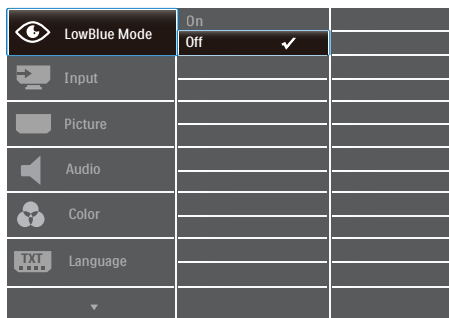 LowBlue Mode
On
Off
Input
Picture
Audio
Color
TXT
Language